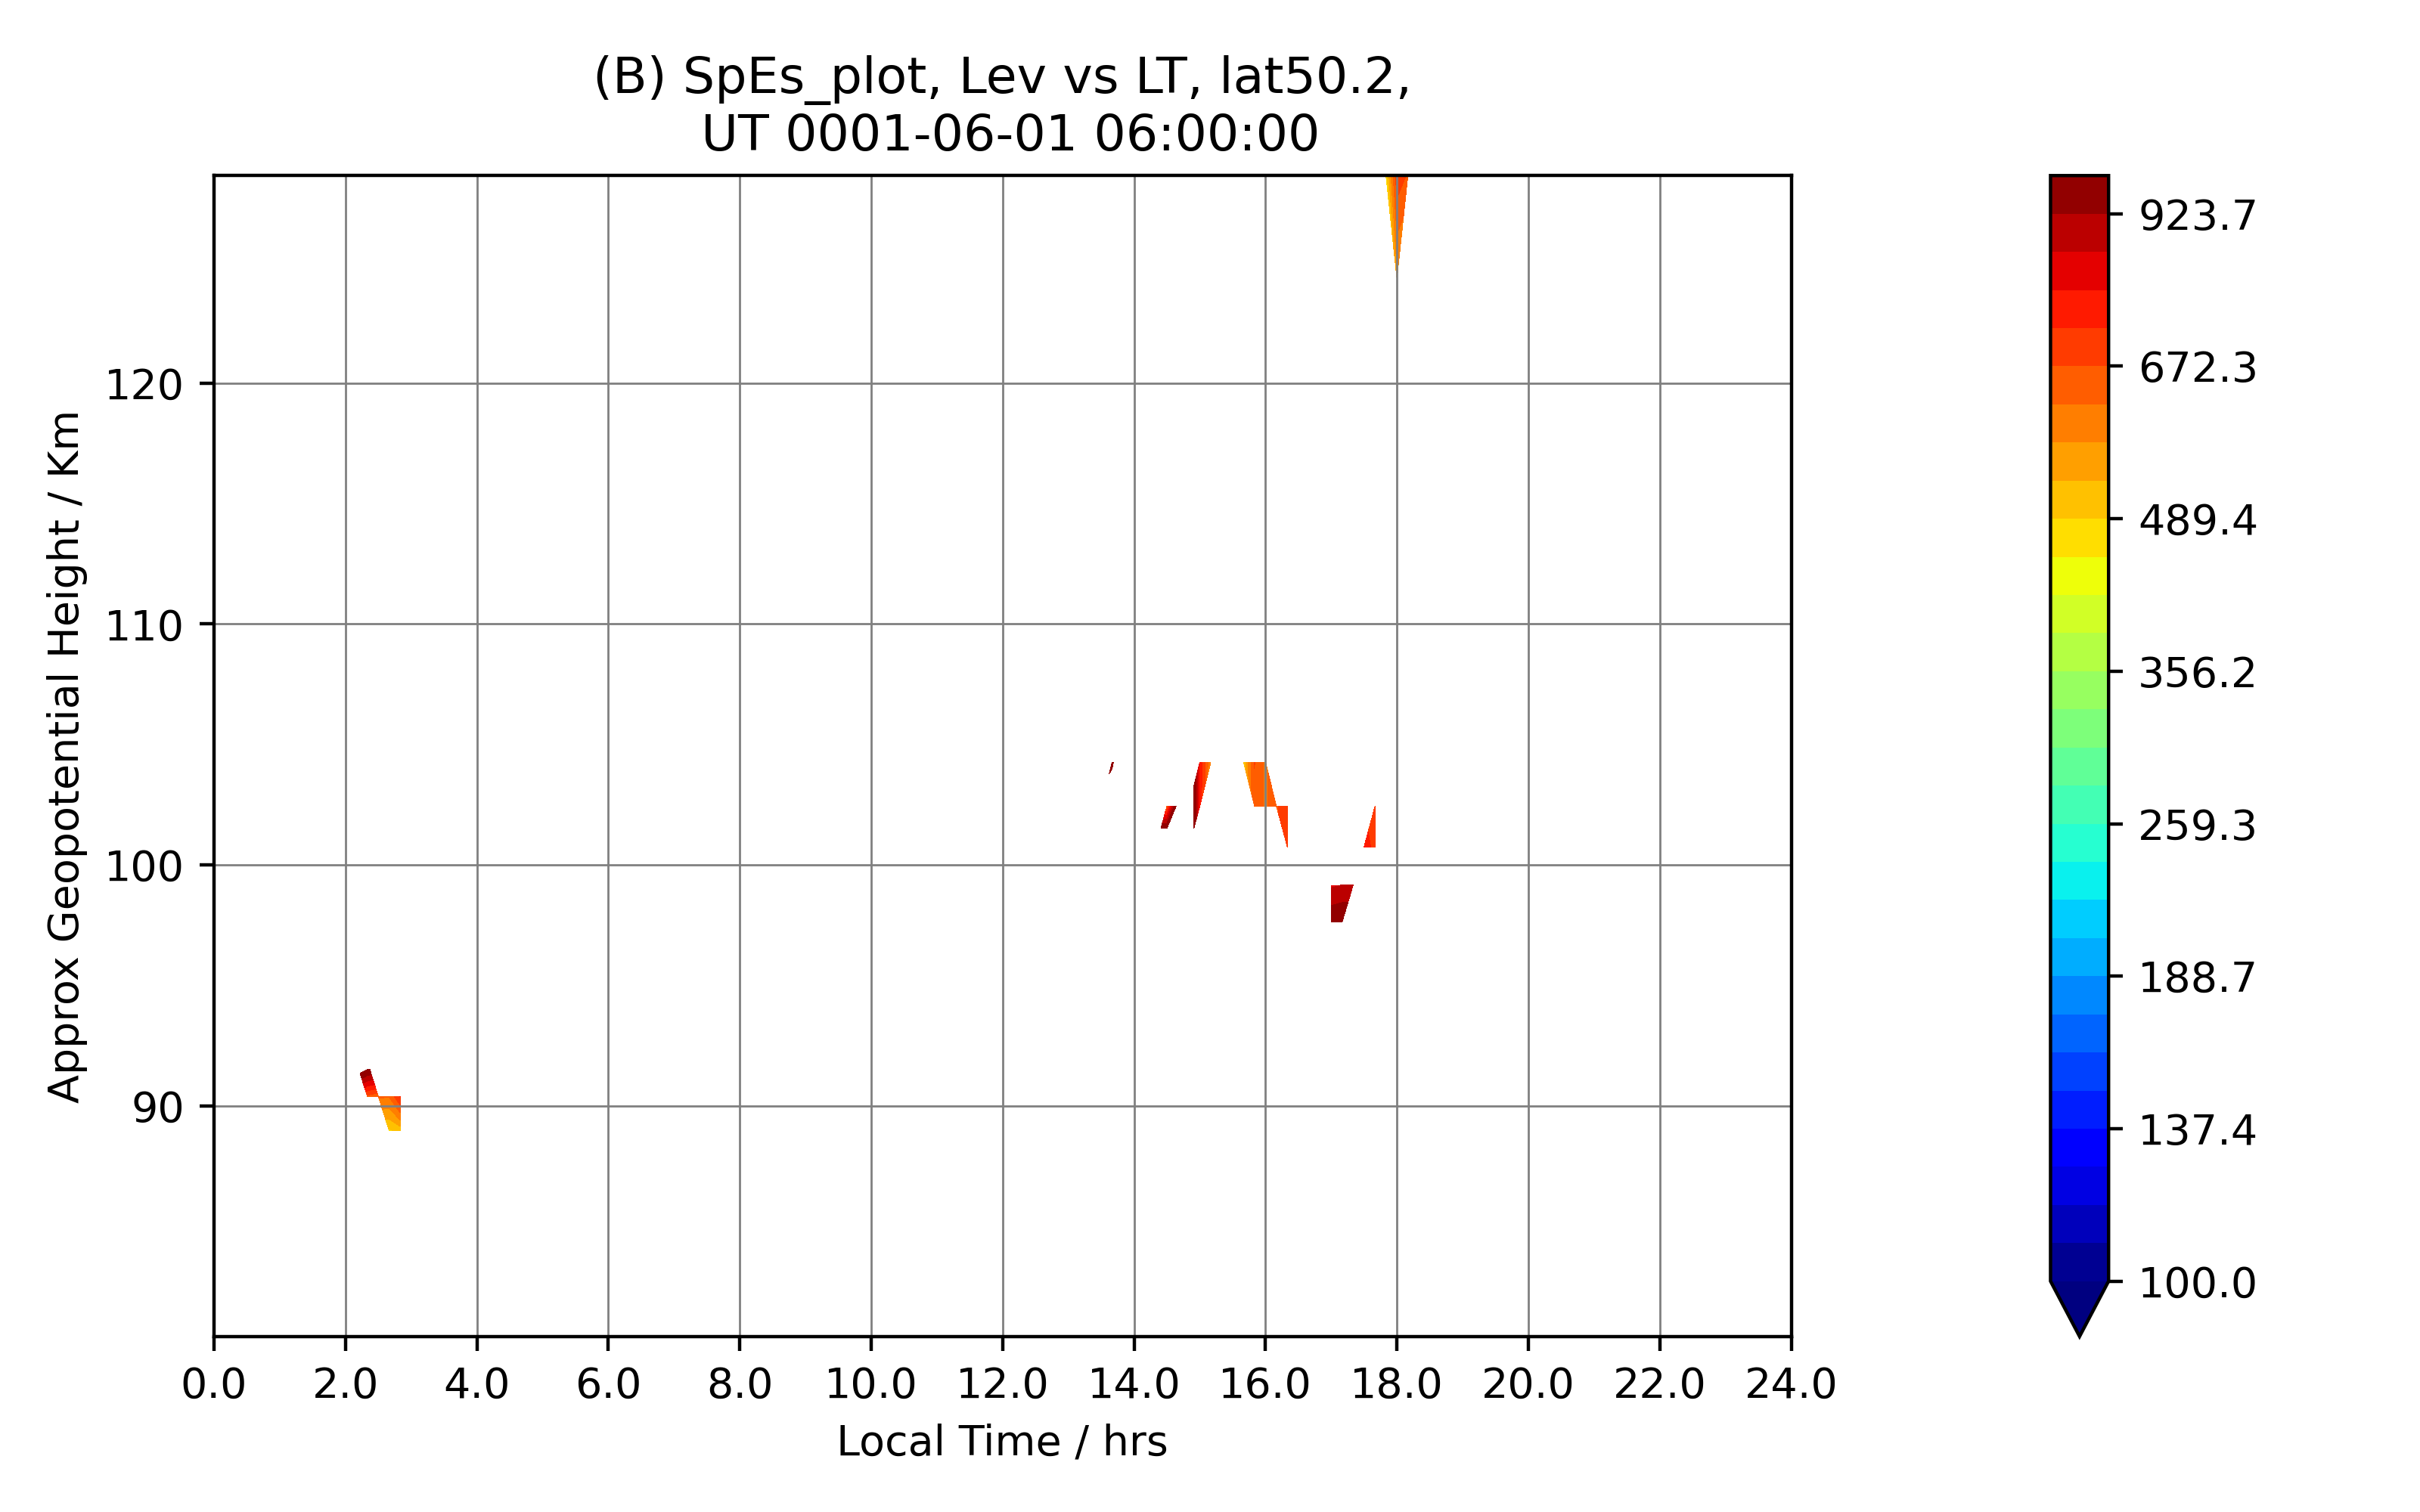 (B) SpEs_plot, Lev vs LT, lat50.2,
UT 0001-06-01 06:00:00
Approx Geopotential Height / Km
120
110
100
90
0.0 2.0 4.0 6.0 8.0 10.0 12.0 14.0 16.0 18.0 20.0 22.0 24.0
Local Time / hrs
923.7
672.3
489.4
356.2
259.3
188.7
137.4
100.0